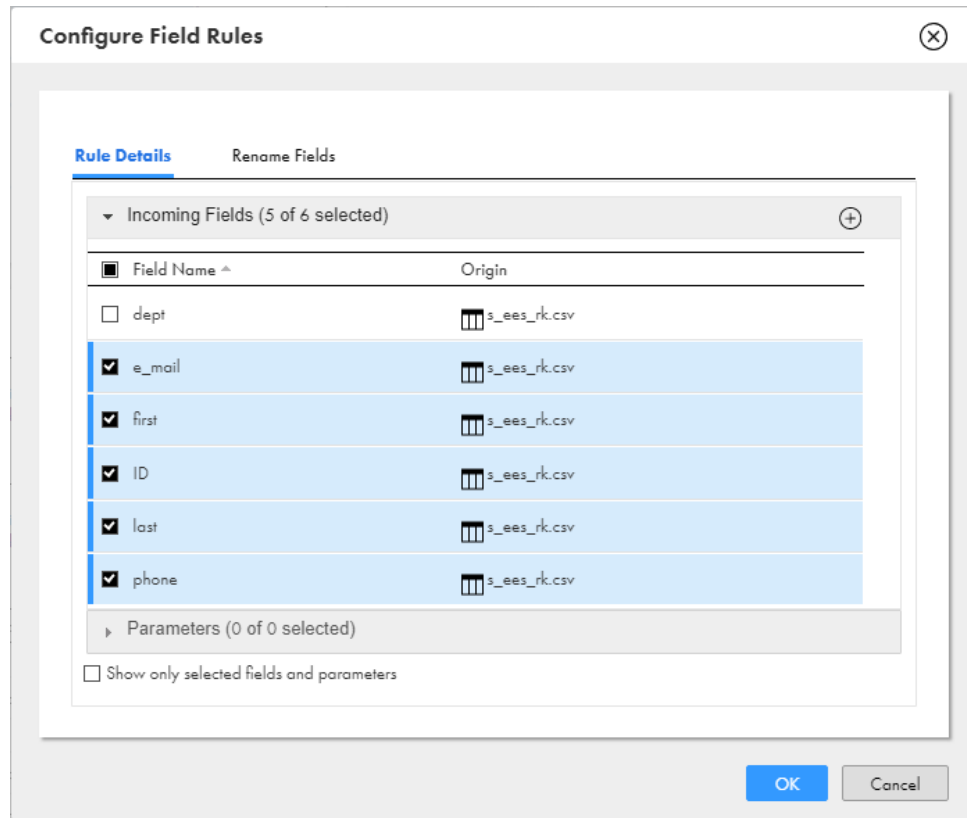 Configure Field Rules
Rule Details Rename Fields
Incoming Fields (5 of 6 selected)
Field Name Origin
dept s_ees_rk.csv
e_mail s_ees_rk.csv
first s_ees_rk.csv
ID s_ees_rk.csv
last s_ees_rk.csv
phone s_ees_rk.csv
Parameters (0 of 0 selected)
Show only selected fields and parameters
OK Cancel